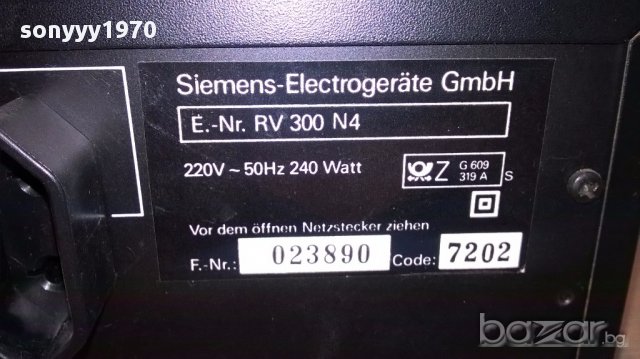 sonyyy1970
Siemens-Electrogeräte GmbH
E.-Nr. RV 300 N4
220V ~ 50Hz 240 Watt
Z G 609
319 A S
Vor dem öffnen Netzstecker ziehen
F.-Nr.: 023890 Code: 7202
bazar.bg